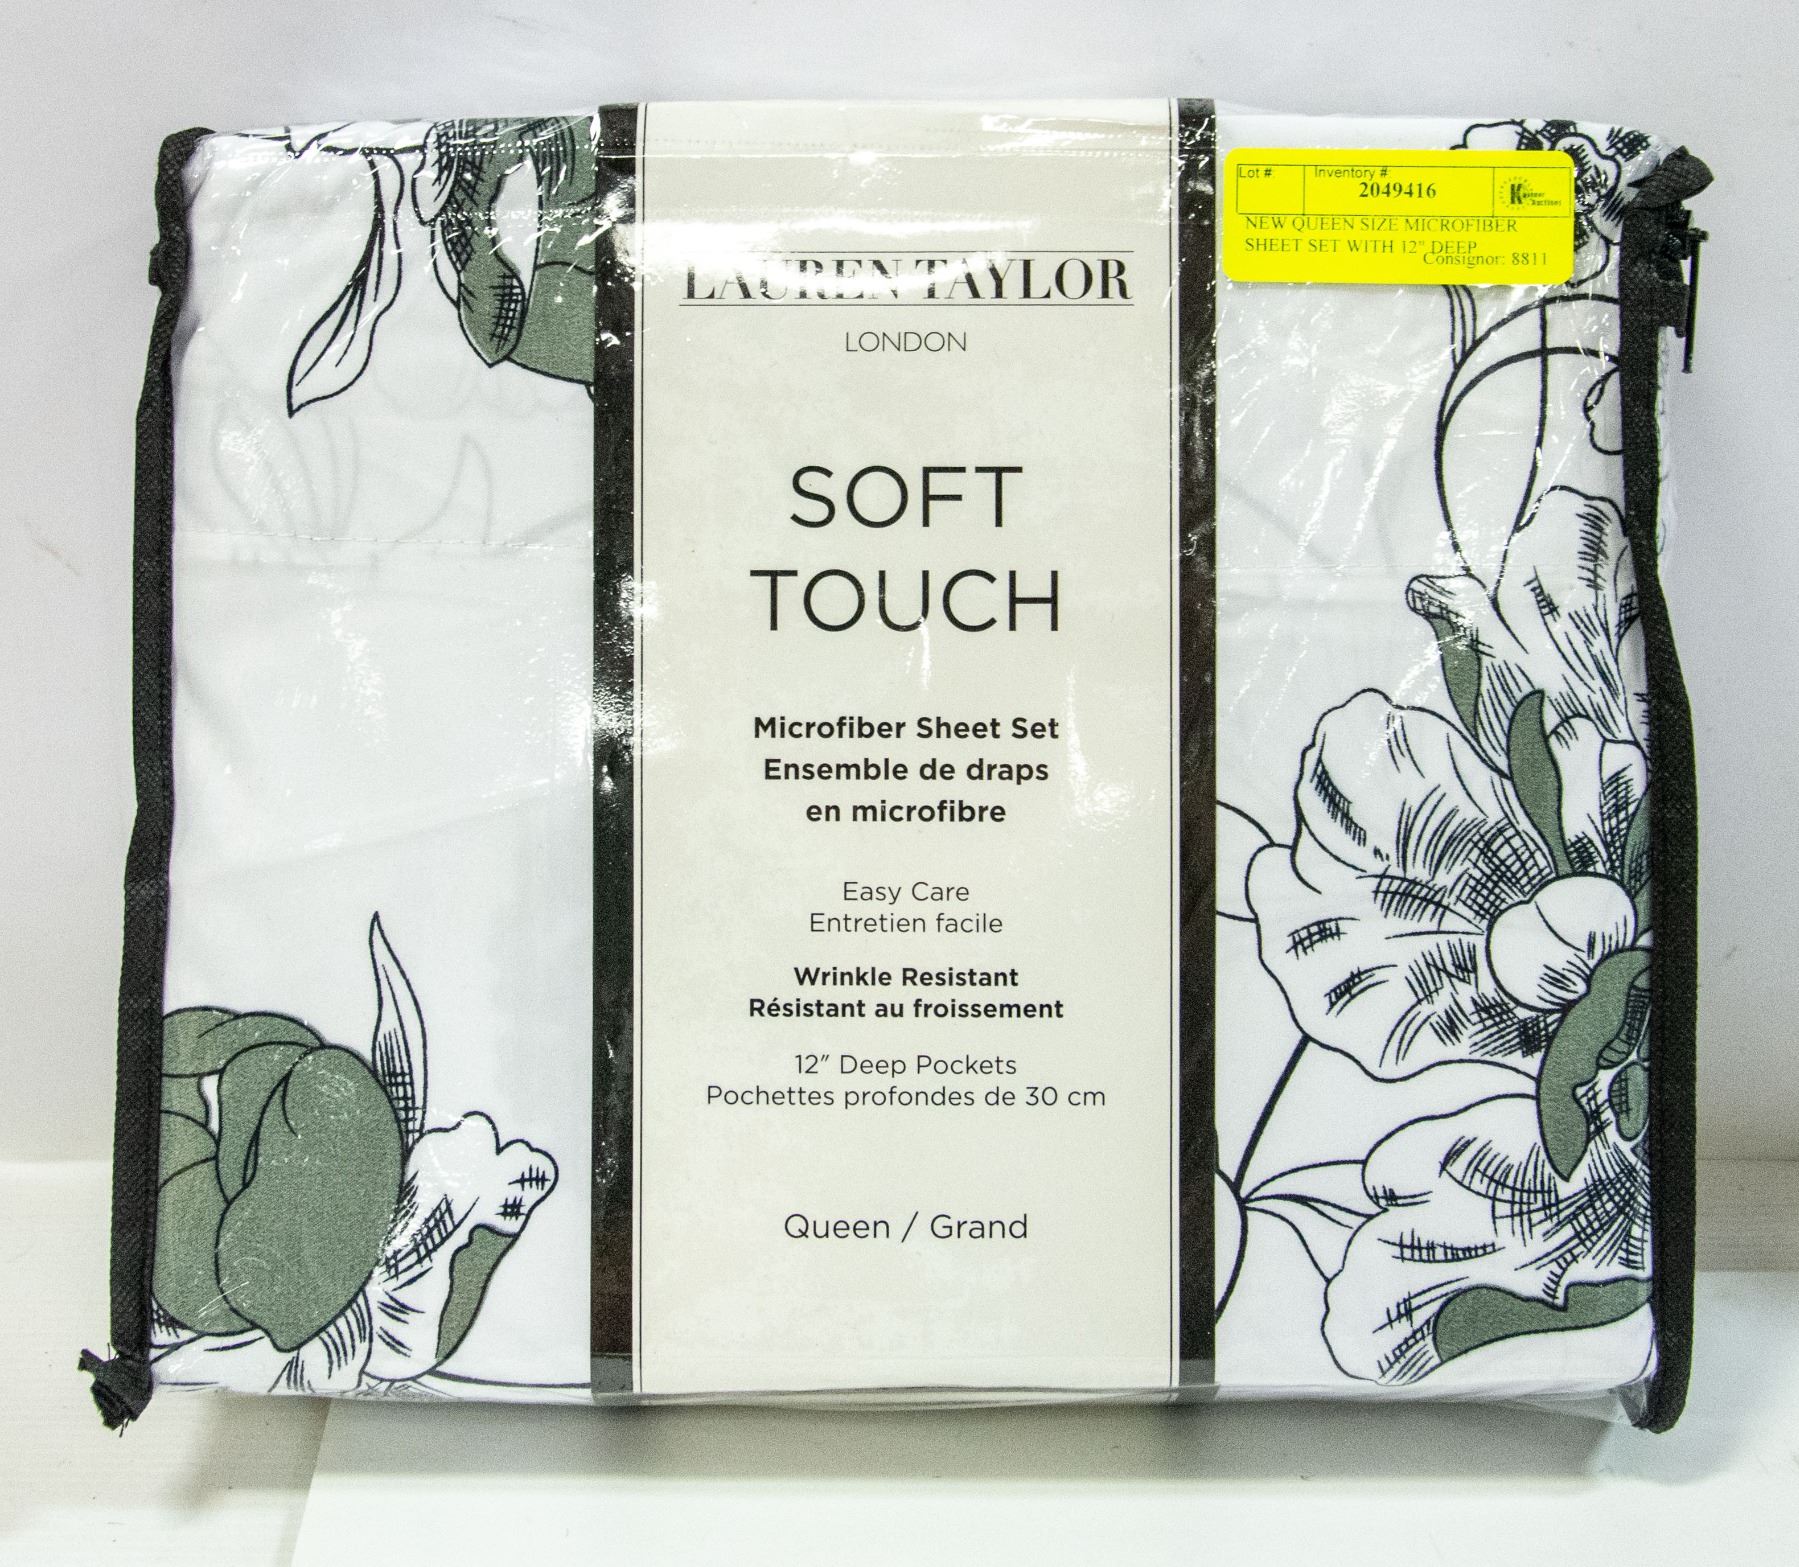 LAUREN TAYLOR
LONDON
SOFT
TOUCH
Microfiber Sheet Set
Ensemble de draps
en microfibre
Easy Care
Entretien facile
Wrinkle Resistant
Résistant au froissement
12″ Deep Pockets
Pochettes profondes de 30 cm
Queen / Grand
Lot #:
Inventory #:
2049416
Kastner
Auctions
NEW QUEEN SIZE MICROFIBER
SHEET SET WITH 12" DEEP
Consignor: 8811